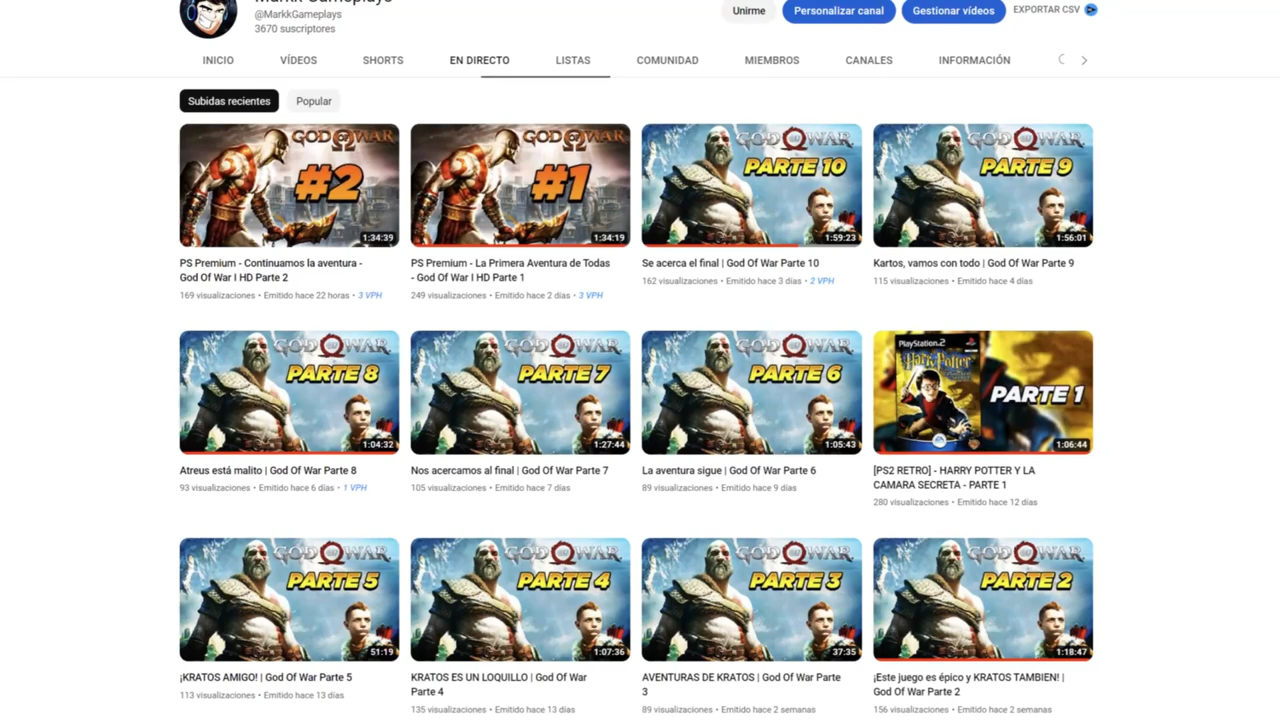 Markk Gameplays
@MarkkGameplays
3670 suscriptores
Unirme
Personalizar canal
Gestionar vídeos
EXPORTAR CSV
INICIO
VÍDEOS
SHORTS
EN DIRECTO
LISTAS
COMUNIDAD
MIEMBROS
CANALES
INFORMACIÓN
Subidas recientes
Popular
GOD OF WAR
#2
1:34:39
GOD OF WAR
#1
1:34:19
GOD OF WAR
PARTE 10
1:59:23
GOD OF WAR
PARTE 9
1:56:01
PS Premium - Continuamos la aventura -
God Of War I HD Parte 2
169 visualizaciones • Emitido hace 22 horas • 3 VPH
PS Premium - La Primera Aventura de Todas
- God Of War I HD Parte 1
249 visualizaciones • Emitido hace 2 días • 3 VPH
Se acerca el final | God Of War Parte 10
162 visualizaciones • Emitido hace 3 días • 2 VPH
Kartos, vamos con todo | God Of War Parte 9
115 visualizaciones • Emitido hace 4 días
GOD OF WAR
PARTE 8
1:04:32
GOD OF WAR
PARTE 7
1:27:44
GOD OF WAR
PARTE 6
1:05:43
PlayStation.2
Harry Potter
EA
PARTE 1
1:06:44
Atreus está malito | God Of War Parte 8
93 visualizaciones • Emitido hace 6 días • 1 VPH
Nos acercamos al final | God Of War Parte 7
105 visualizaciones • Emitido hace 7 días
La aventura sigue | God Of War Parte 6
89 visualizaciones • Emitido hace 9 días
[PS2 RETRO] - HARRY POTTER Y LA
CAMARA SECRETA - PARTE 1
280 visualizaciones • Emitido hace 12 días
GOD OF WAR
PARTE 5
51:19
GOD OF WAR
PARTE 4
1:07:36
GOD OF WAR
PARTE 3
37:35
GOD OF WAR
PARTE 2
1:18:47
¡KRATOS AMIGO! | God Of War Parte 5
113 visualizaciones • Emitido hace 13 días
KRATOS ES UN LOQUILLO | God Of War
Parte 4
135 visualizaciones • Emitido hace 13 días
AVENTURAS DE KRATOS | God Of War Parte
3
89 visualizaciones • Emitido hace 2 semanas
¡Este juego es épico y KRATOS TAMBIEN! |
God Of War Parte 2
156 visualizaciones • Emitido hace 2 semanas